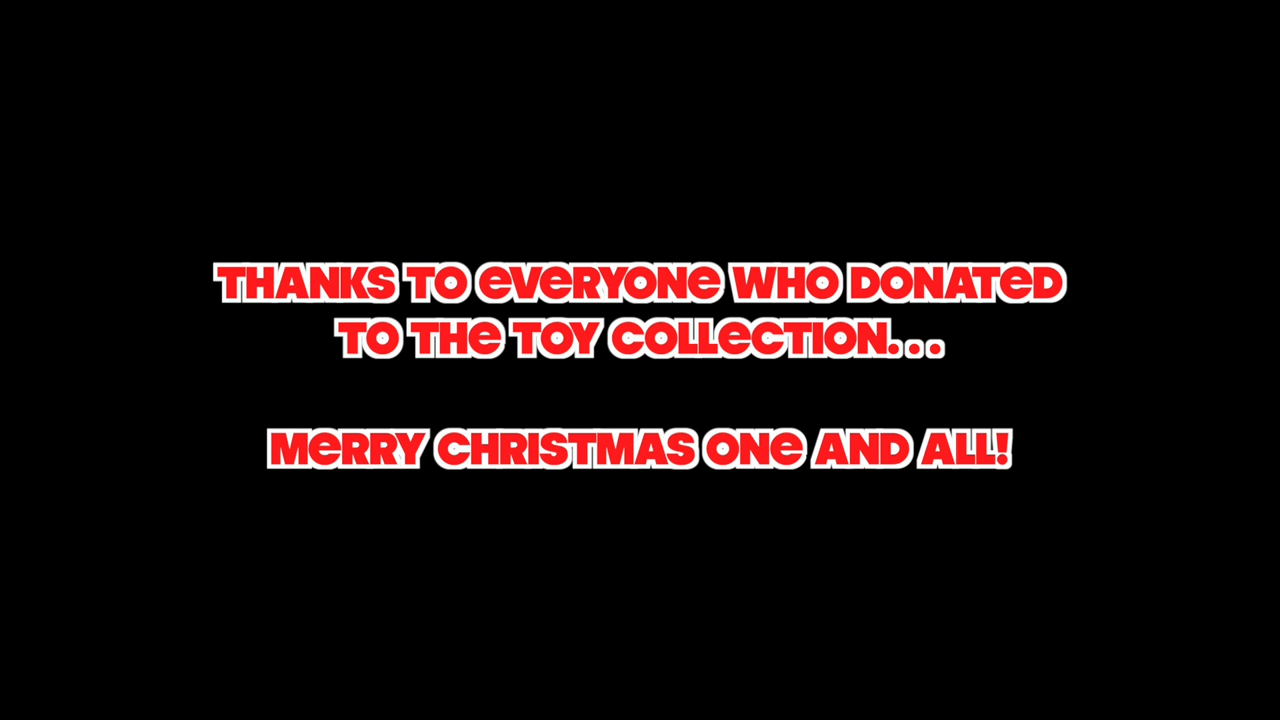 THANKS TO eVeRYONe WHO DONATeD
TO THe TOY COLLeCTION...
MeRRY CHRISTMAS ONe AND ALL!